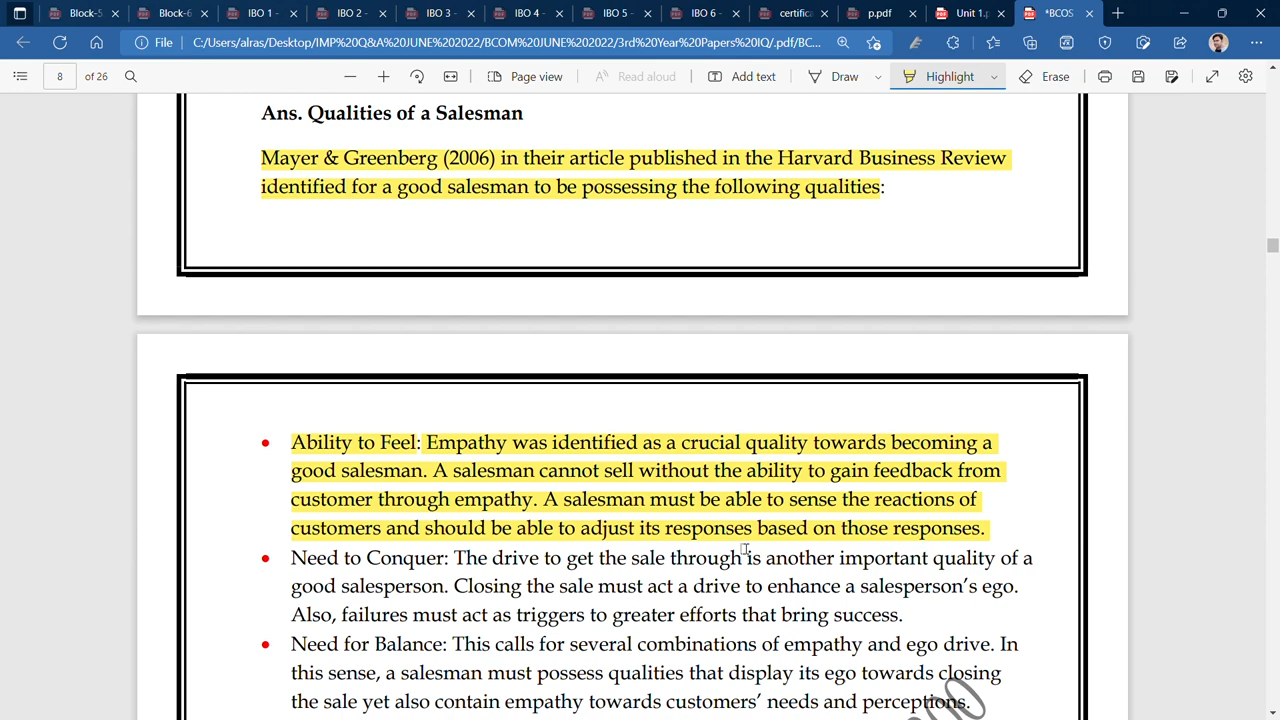 Block-5
Block-6
IBO 1 -
IBO 2 -
IBO 3 -
IBO 4 -
IBO 5 -
IBO 6 -
certifica
p.pdf
Unit 1.p
*BCOS
File
C:/Users/alras/Desktop/IMP%20Q&A%20JUNE%202022/BCOM%20JUNE%202022/3rd%20Year%20Papers%20IQ/.pdf/BC...
8 of 26
Page view
Read aloud
Add text
Draw
Highlight
Erase
Ans. Qualities of a Salesman
Mayer & Greenberg (2006) in their article published in the Harvard Business Review
identified for a good salesman to be possessing the following qualities:
• Ability to Feel: Empathy was identified as a crucial quality towards becoming a
good salesman. A salesman cannot sell without the ability to gain feedback from
customer through empathy. A salesman must be able to sense the reactions of
customers and should be able to adjust its responses based on those responses.
• Need to Conquer: The drive to get the sale through is another important quality of a
good salesperson. Closing the sale must act a drive to enhance a salesperson's ego.
Also, failures must act as triggers to greater efforts that bring success.
• Need for Balance: This calls for several combinations of empathy and ego drive. In
this sense, a salesman must possess qualities that display its ego towards closing
the sale yet also contain empathy towards customers' needs and perceptions.